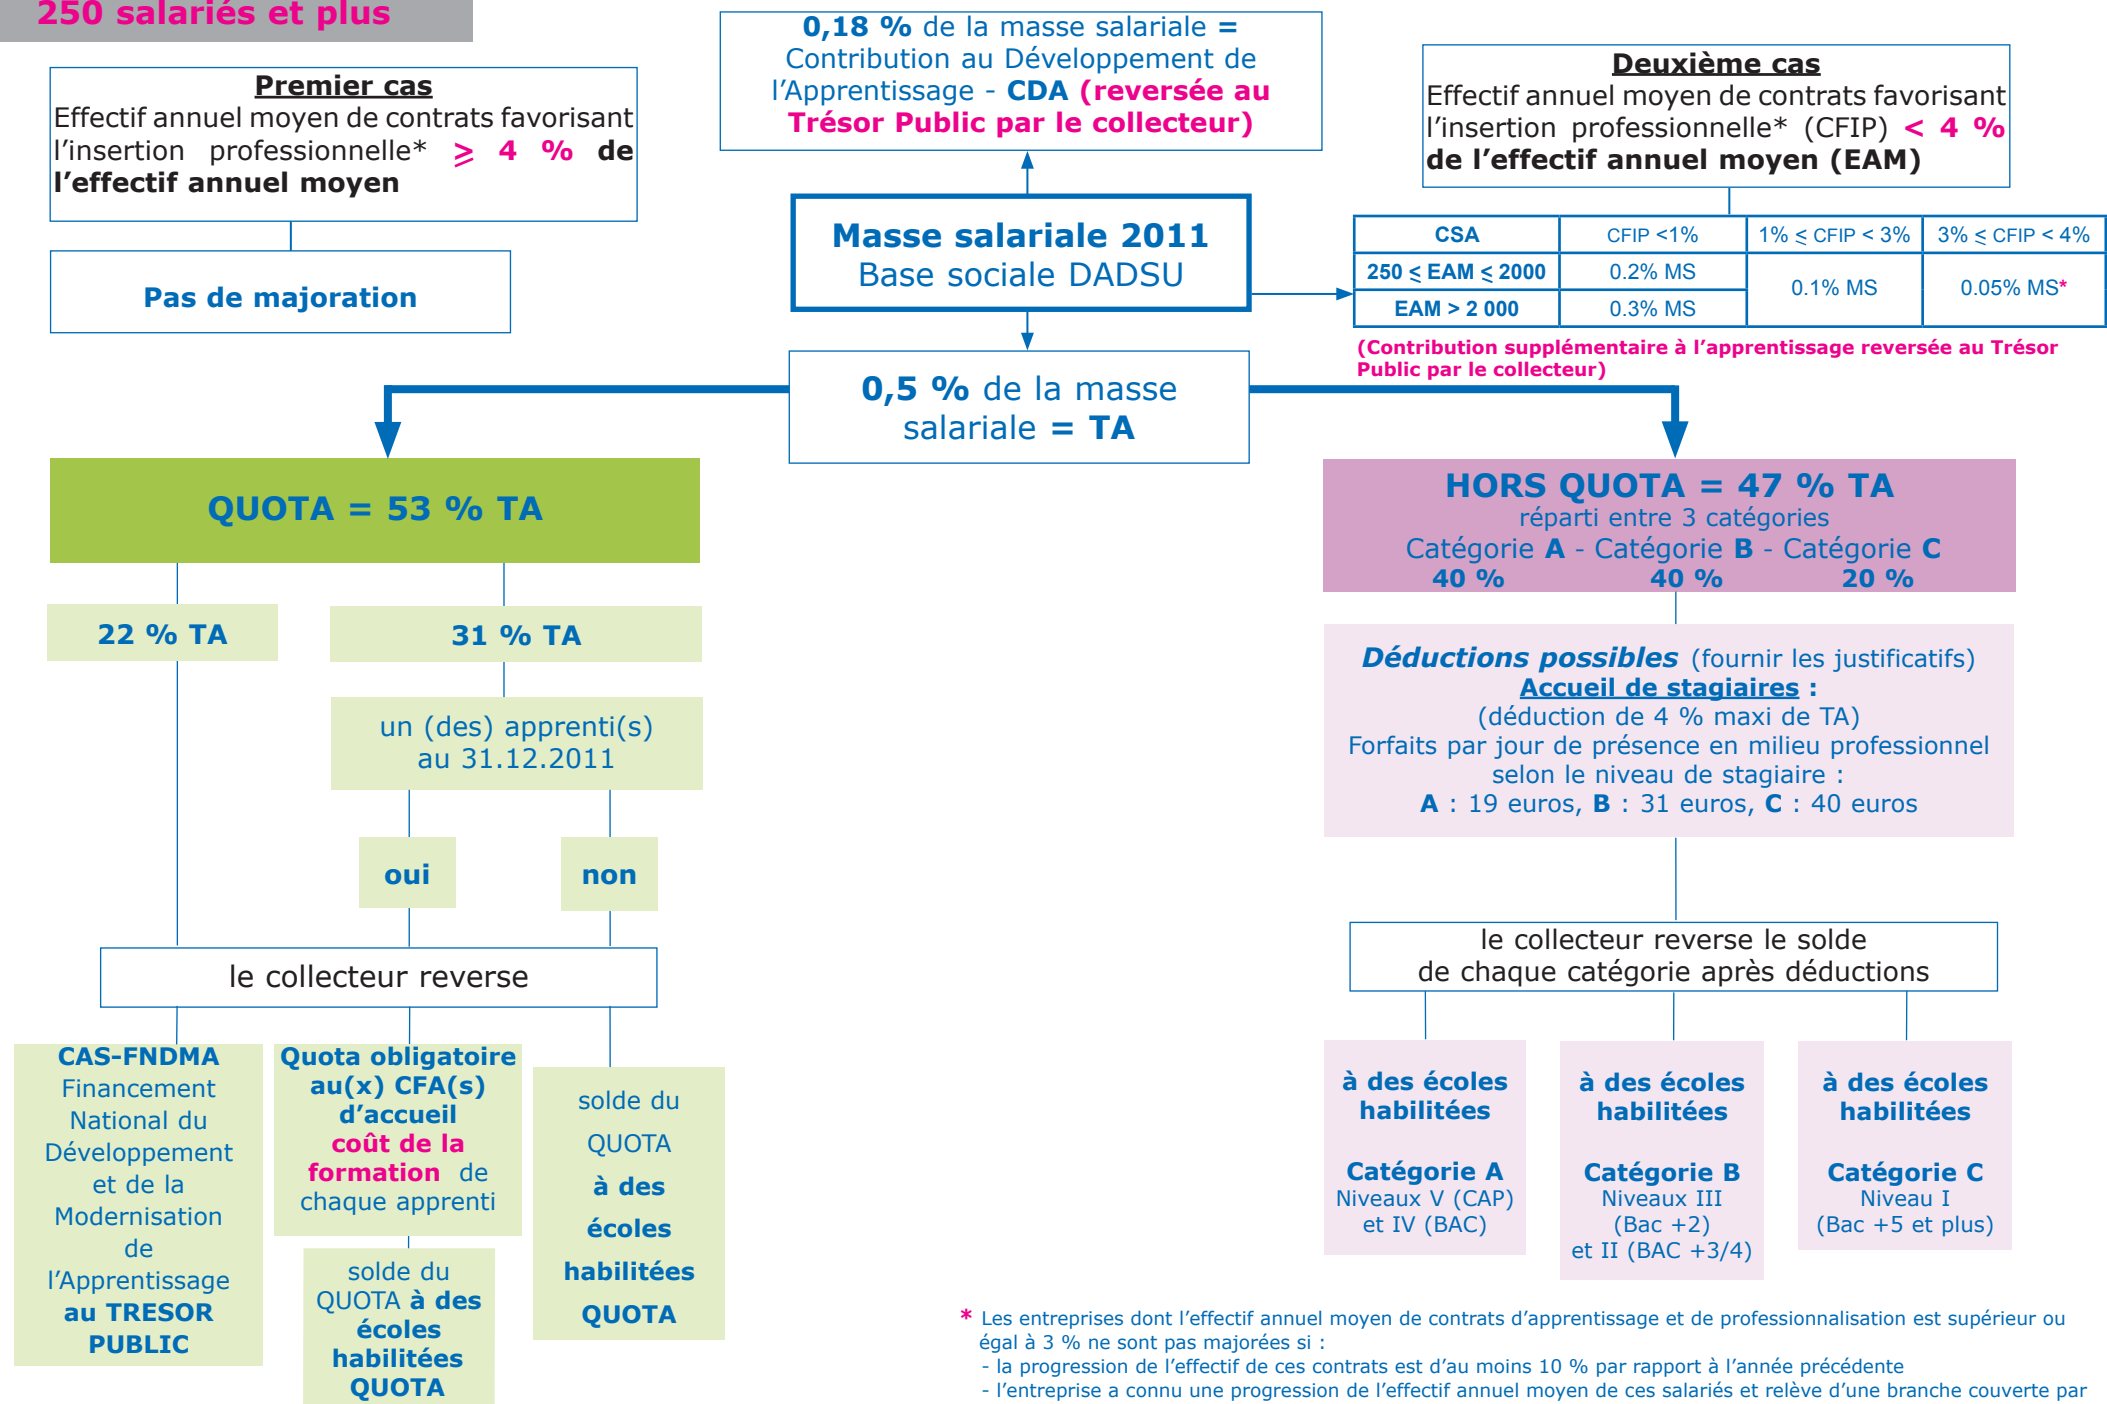 250 salariés et plus
Premier cas
Effectif annuel moyen de contrats favorisant
l’insertion professionnelle* ⩾ 4 % de
l’effectif annuel moyen
Pas de majoration
0,18 % de la masse salariale =
Contribution au Développement de
l’Apprentissage - CDA (reversée au
Trésor Public par le collecteur)
Masse salariale 2011
Base sociale DADSU
Deuxième cas
Effectif annuel moyen de contrats favorisant
l’insertion professionnelle* (CFIP) < 4 %
de l’effectif annuel moyen (EAM)
CSA CFIP <1% 1% ⩽ CFIP < 3% 3% ⩽ CFIP < 4%
250 ⩽ EAM ⩽ 2000 0.2% MS
0.1% MS 0.05% MS*
EAM > 2 000 0.3% MS
(Contribution supplémentaire à l’apprentissage reversée au Trésor
Public par le collecteur)
0,5 % de la masse
salariale = TA
QUOTA = 53 % TA
22 % TA
31 % TA
un (des) apprenti(s)
au 31.12.2011
oui
non
le collecteur reverse
CAS-FNDMA
Financement
National du
Développement
et de la
Modernisation
de
l’Apprentissage
au TRESOR
PUBLIC
Quota obligatoire
au(x) CFA(s)
d’accueil
coût de la
formation de
chaque apprenti
solde du
QUOTA à des
écoles
habilitées
QUOTA
solde du
QUOTA
à des
écoles
habilitées
QUOTA
HORS QUOTA = 47 % TA
réparti entre 3 catégories
Catégorie A - Catégorie B - Catégorie C
40 % 40 % 20 %
Déductions possibles (fournir les justificatifs)
Accueil de stagiaires :
(déduction de 4 % maxi de TA)
Forfaits par jour de présence en milieu professionnel
selon le niveau de stagiaire :
A : 19 euros, B : 31 euros, C : 40 euros
le collecteur reverse le solde
de chaque catégorie après déductions
à des écoles
habilitées
Catégorie A
Niveaux V (CAP)
et IV (BAC)
à des écoles
habilitées
Catégorie B
Niveaux III
(Bac +2)
et II (BAC +3/4)
à des écoles
habilitées
Catégorie C
Niveau I
(Bac +5 et plus)
* Les entreprises dont l’effectif annuel moyen de contrats d’apprentissage et de professionnalisation est supérieur ou
égal à 3 % ne sont pas majorées si :
- la progression de l’effectif de ces contrats est d’au moins 10 % par rapport à l’année précédente
- l’entreprise a connu une progression de l’effectif annuel moyen de ces salariés et relève d’une branche couverte par